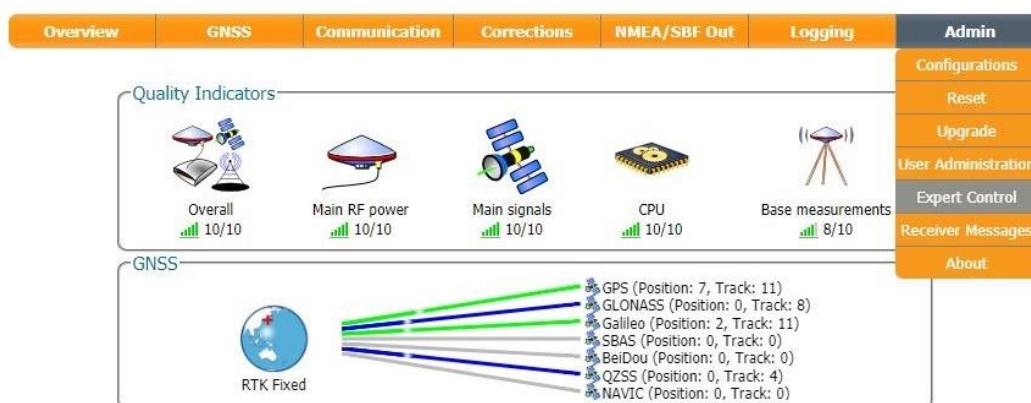 Overview GNSS Communication Corrections NMEA/SBF Out Logging Admin
Configurations
Reset
Upgrade
User Administration
Expert Control
Receiver Messages
About
Quality Indicators
Overall Main RF power Main signals CPU Base measurements
10/10 10/10 10/10 10/10 8/10
GNSS
GPS (Position: 7, Track: 11)
GLONASS (Position: 0, Track: 8)
Galileo (Position: 2, Track: 11)
SBAS (Position: 0, Track: 0)
BeiDou (Position: 0, Track: 0)
QZSS (Position: 0, Track: 4)
NAVIC (Position: 0, Track: 0)
RTK Fixed